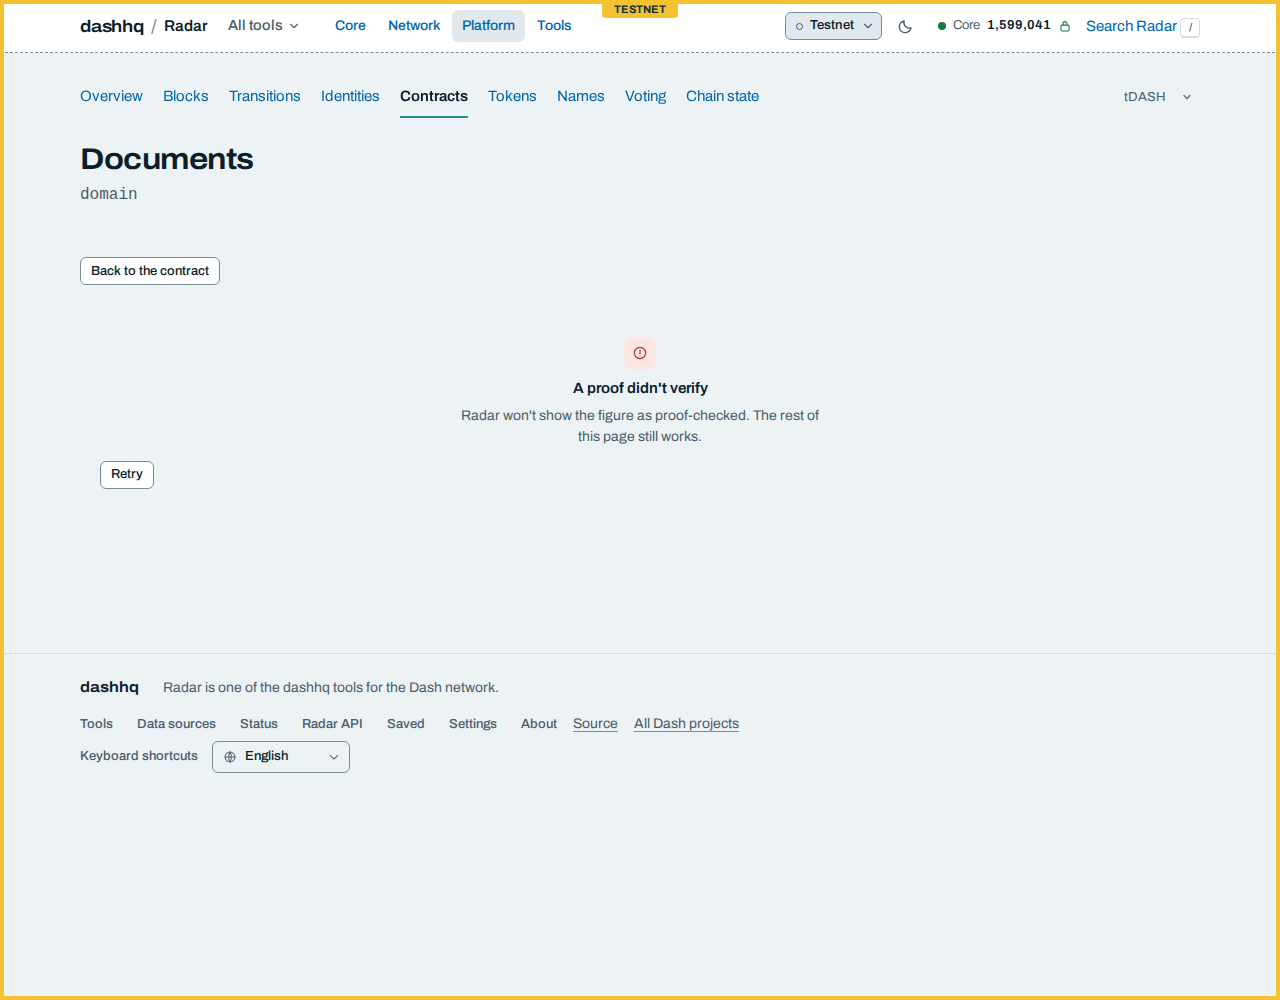 TESTNET
dashhq / Radar All tools Core Network Platform Tools Testnet Core 1,599,041 Search Radar /
Overview Blocks Transitions Identities Contracts Tokens Names Voting Chain state tDASH
Documents
domain
Back to the contract
A proof didn't verify
Radar won't show the figure as proof-checked. The rest of
this page still works.
Retry
dashhq Radar is one of the dashhq tools for the Dash network.
Tools Data sources Status Radar API Saved Settings About Source All Dash projects
Keyboard shortcuts English